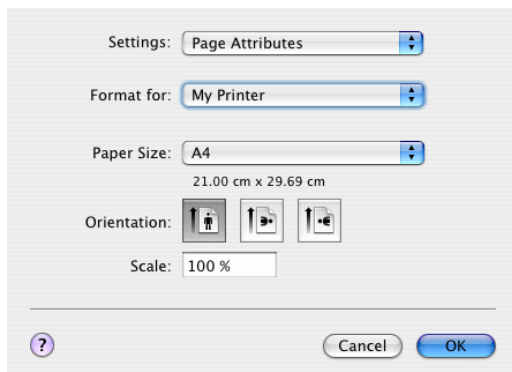 Settings: Page Attributes
Format for: My Printer
Paper Size: A4
21.00 cm x 29.69 cm
Orientation:
Scale: 100 %
? Cancel OK